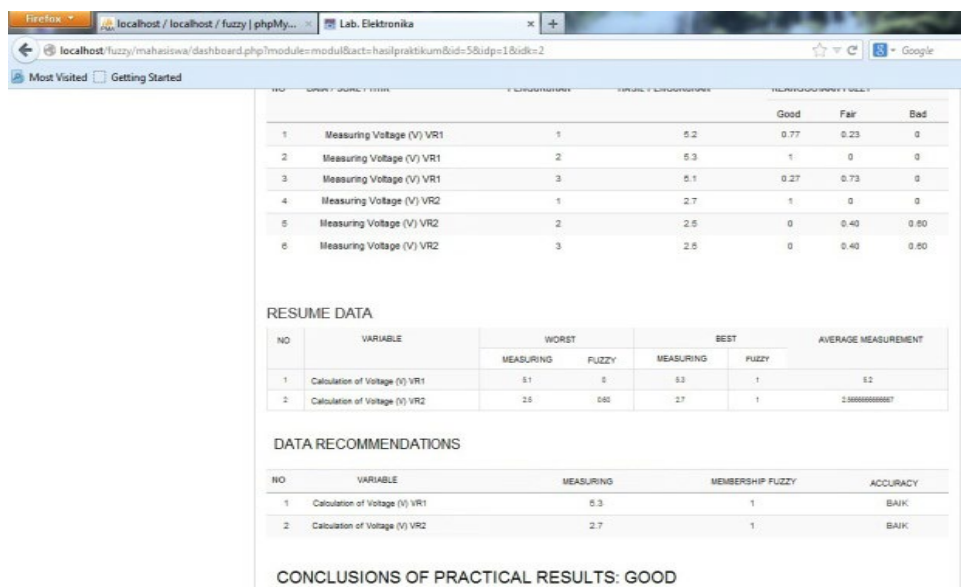 Firefox
localhost / localhost / fuzzy | phpMy...
Lab. Elektronika
localhost/fuzzy/mahasiswa/dashboard.php?module=modul&act=hasilpraktikum&id=5&idp=1&idk=2
Google
Most Visited
Getting Started
Good Fair Bad
1 Measuring Voltage (V) VR1 1 5.2 0.77 0.23 0
2 Measuring Voltage (V) VR1 2 5.3 1 0 0
3 Measuring Voltage (V) VR1 3 5.1 0.27 0.73 0
4 Measuring Voltage (V) VR2 1 2.7 1 0 0
5 Measuring Voltage (V) VR2 2 2.5 0 0.40 0.60
6 Measuring Voltage (V) VR2 3 2.5 0 0.40 0.60
RESUME DATA
NO VARIABLE WORST BEST AVERAGE MEASUREMENT
MEASURING FUZZY MEASURING FUZZY
1 Calculation of Voltage (V) VR1 5.1 0 5.3 1 5.2
2 Calculation of Voltage (V) VR2 2.5 0.60 2.7 1
DATA RECOMMENDATIONS
NO VARIABLE MEASURING MEMBERSHIP FUZZY ACCURACY
1 Calculation of Voltage (V) VR1 5.3 1 BAIK
2 Calculation of Voltage (V) VR2 2.7 1 BAIK
CONCLUSIONS OF PRACTICAL RESULTS: GOOD